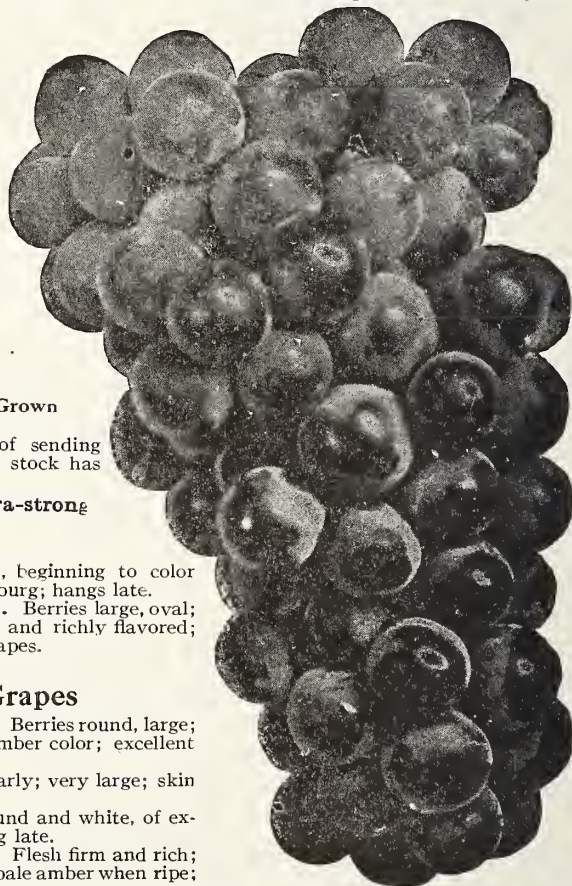 Grown
of sending
stock has
ra-strong
, beginning to color
ourg; hangs late.
. Berries large, oval;
and richly flavored;
apes.
Grapes
Berries round, large;
mber color; excellent
arly; very large; skin
und and white, of ex-
g late.
Flesh firm and rich;
pale amber when ripe;